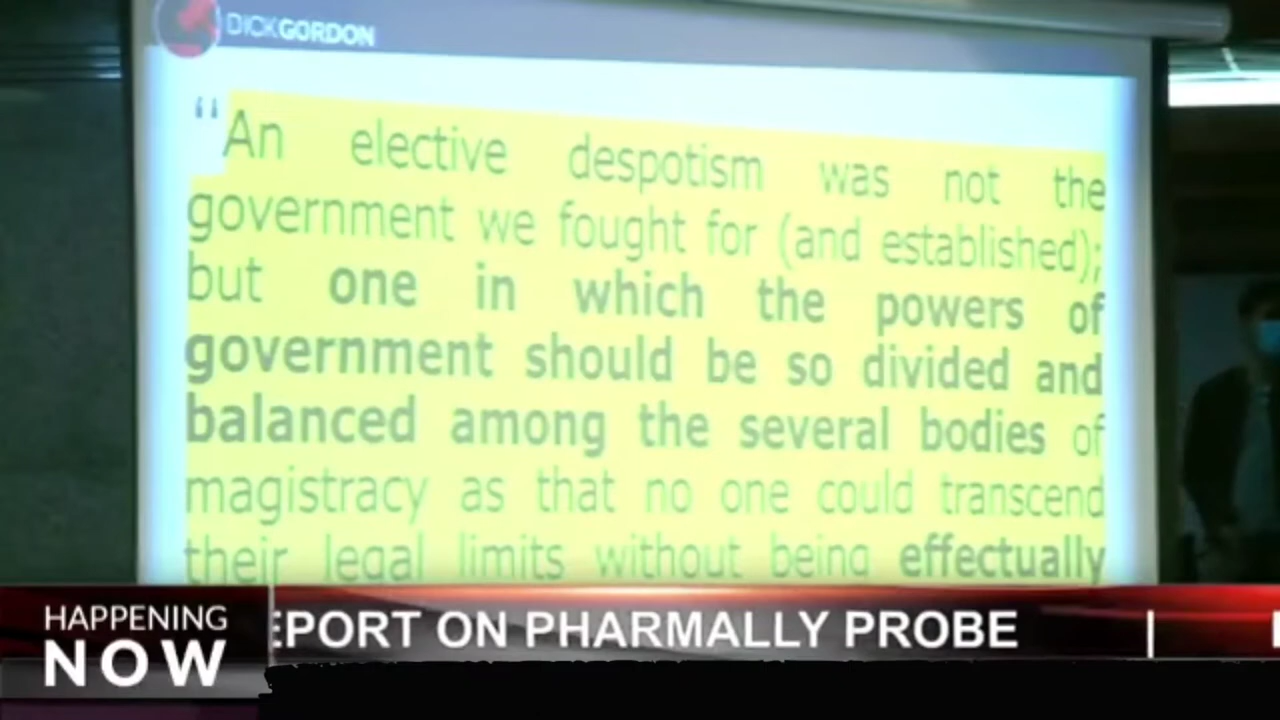 DICKGORDON
“An elective despotism was not the
government we fought for (and established);
but one in which the powers of
government should be so divided and
balanced among the several bodies of
magistracy as that no one could transcend
their legal limits without being effectually
HAPPENING
NOW
EPORT ON PHARMALLY PROBE |